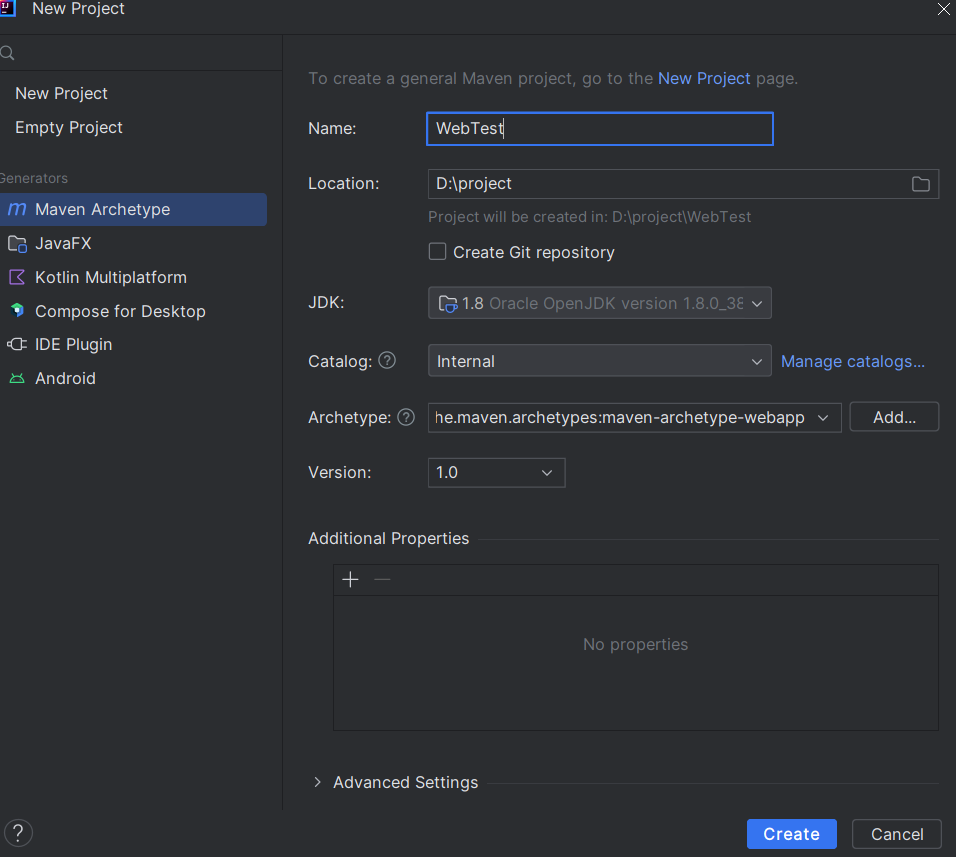 New Project
New Project
Empty Project
Generators
Maven Archetype
JavaFX
Kotlin Multiplatform
Compose for Desktop
IDE Plugin
Android
To create a general Maven project, go to the New Project page.
Name: WebTest
Location: D:\project
Project will be created in: D:\project\WebTest
Create Git repository
JDK: 1.8 Oracle OpenJDK version 1.8.0_38
Catalog: ? Internal Manage catalogs...
Archetype: ? he.maven.archetypes:maven-archetype-webapp Add...
Version: 1.0
Additional Properties
No properties
Advanced Settings
? Create Cancel